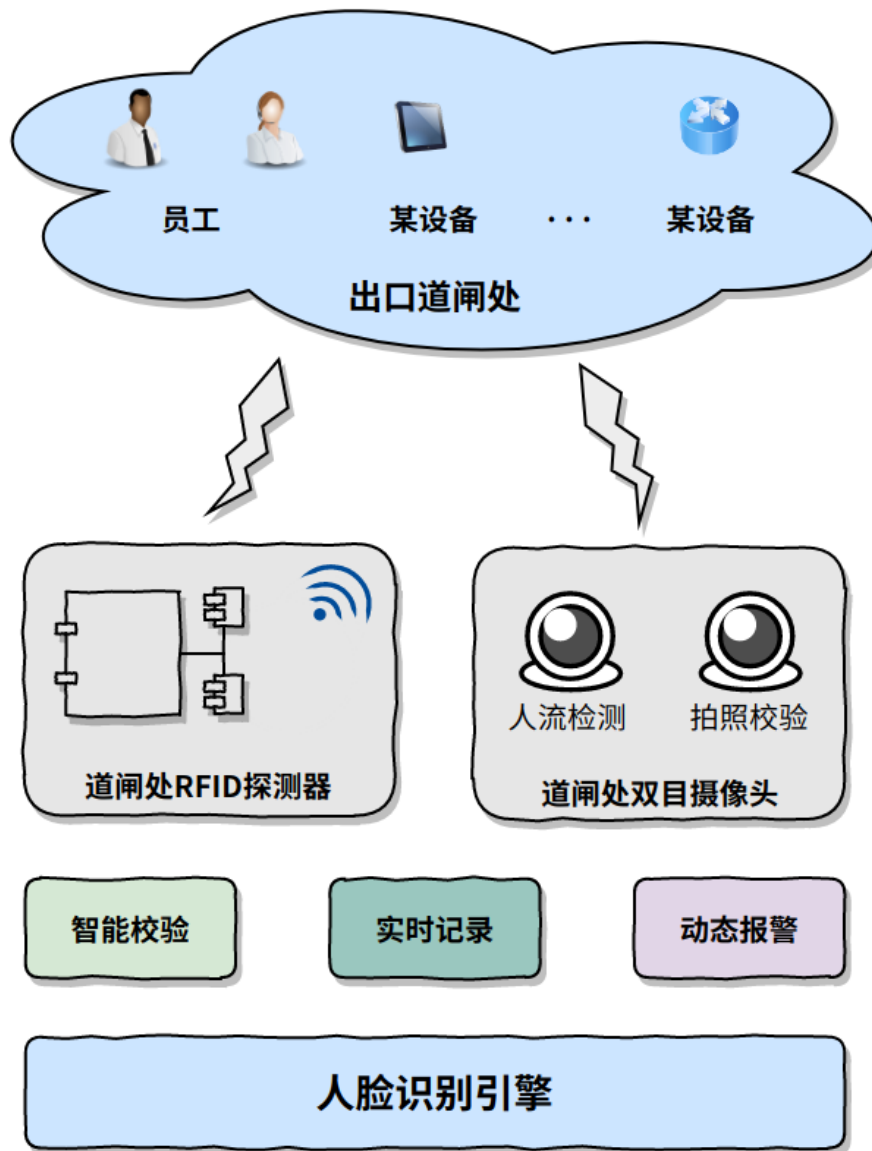 员工 某设备 ··· 某设备
出口道闸处
人流检测 拍照校验
道闸处RFID探测器 道闸处双目摄像头
智能校验 实时记录 动态报警
人脸识别引擎